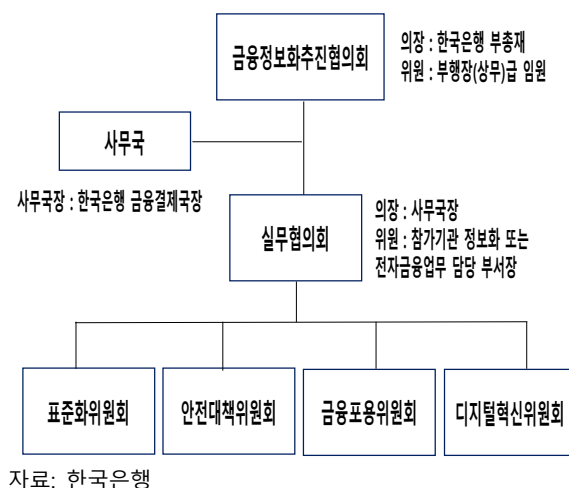 금융정보화추진협의회
의장 : 한국은행 부총재
위원 : 부행장(상무)급 임원
사무국
사무국장 : 한국은행 금융결제국장
실무협의회
의장 : 사무국장
위원 : 참가기관 정보화 또는
전자금융업무 담당 부서장
표준화위원회
안전대책위원회
금융포용위원회
디지털혁신위원회
자료: 한국은행